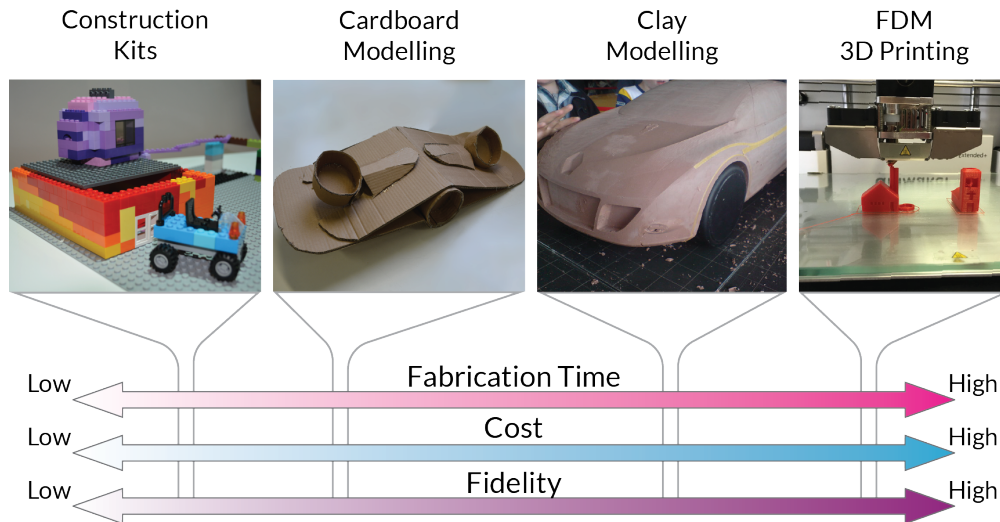 Construction
Kits
Cardboard
Modelling
Clay
Modelling
FDM
3D Printing
Extended+
Low
Fabrication Time
High
Low
Cost
High
Low
Fidelity
High